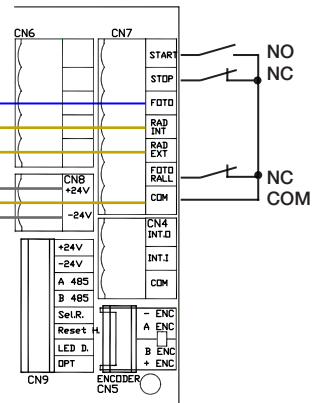 CN6
CN7
START
NO
STOP
NC
FOTO
RAD
INT
RAD
EXT
FOTO
RALL
NC
COM
COM
CN8
+24V
-24V
CN4
INT.O
INT.I
COM
+24V
-24V
A 485
B 485
Sel.R.
Reset H.
LED D.
OPT
CN9
- ENC
A ENC
B ENC
+ ENC
ENCODER
CN5